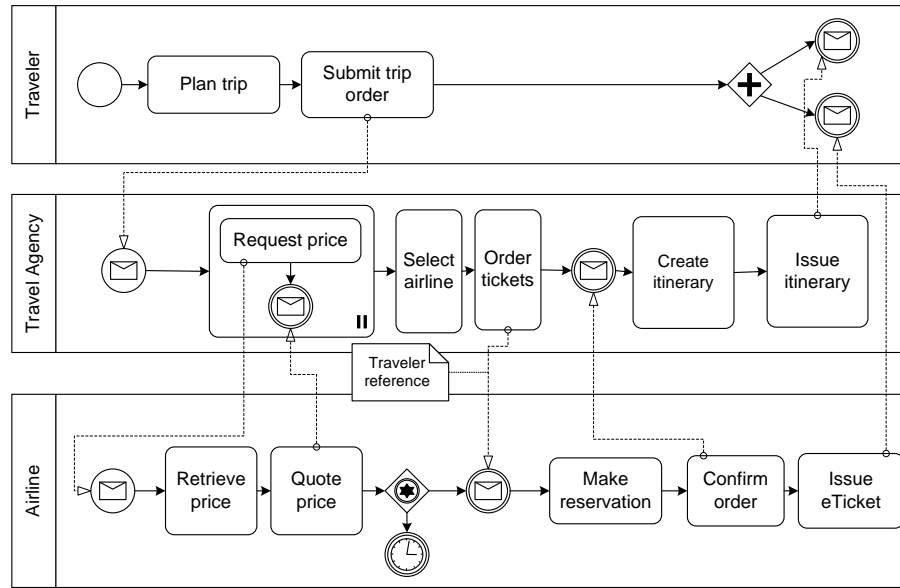 Traveler
Plan trip
Submit trip
order
Travel Agency
Request price
Select
airline
Order
tickets
Create
itinerary
Issue
itinerary
Traveler
reference
Airline
Retrieve
price
Quote
price
Make
reservation
Confirm
order
Issue
eTicket